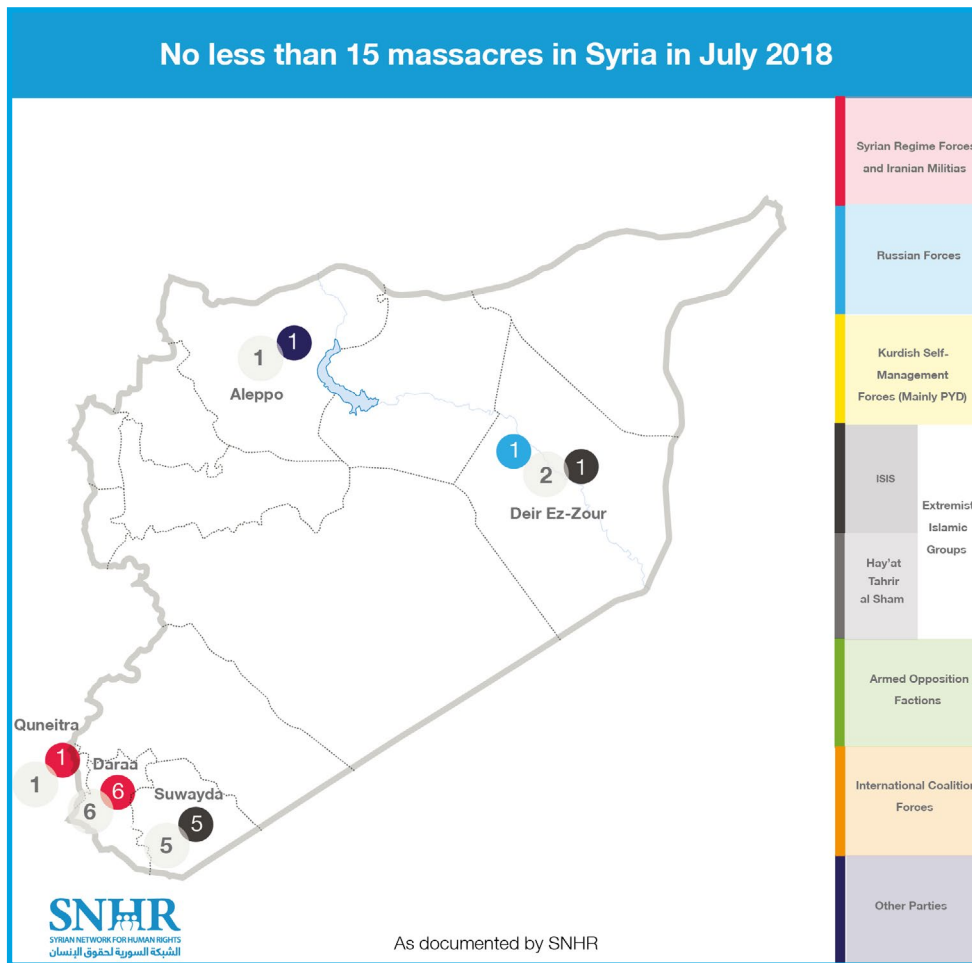 No less than 15 massacres in Syria in July 2018
Syrian Regime Forces
and Iranian Militias
Russian Forces
Kurdish Self-
Management
Forces (Mainly PYD)
ISIS
Hay'at
Tahrir
al Sham
Extremist
Islamic
Groups
Armed Opposition
Factions
International Coalition
Forces
Other Parties
1
1
Aleppo
1
2
1
Deir Ez-Zour
Quneitra
1
1
Daraa
6
6
Suwayda
5
5
SNHR
SYRIAN NETWORK FOR HUMAN RIGHTS
الشبكة السورية لحقوق الإنسان
As documented by SNHR